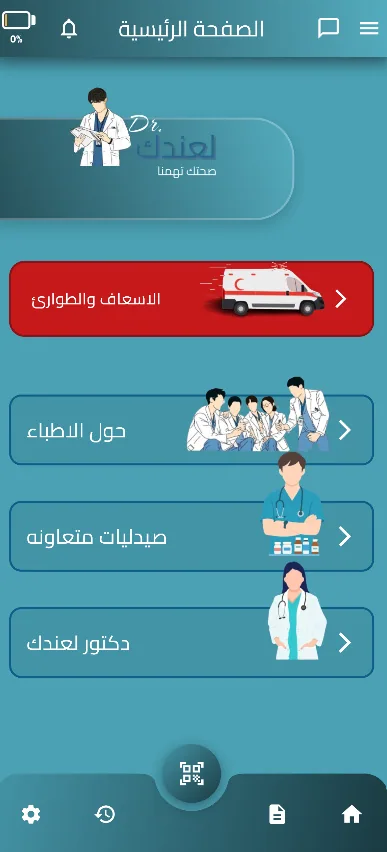 الصفحة الرئيسية
0%
Dr.
لعندك
صحتك تهمنا
الاسعاف والطوارئ
حول الاطباء
صيدليات متعاونه
دكتور لعندك